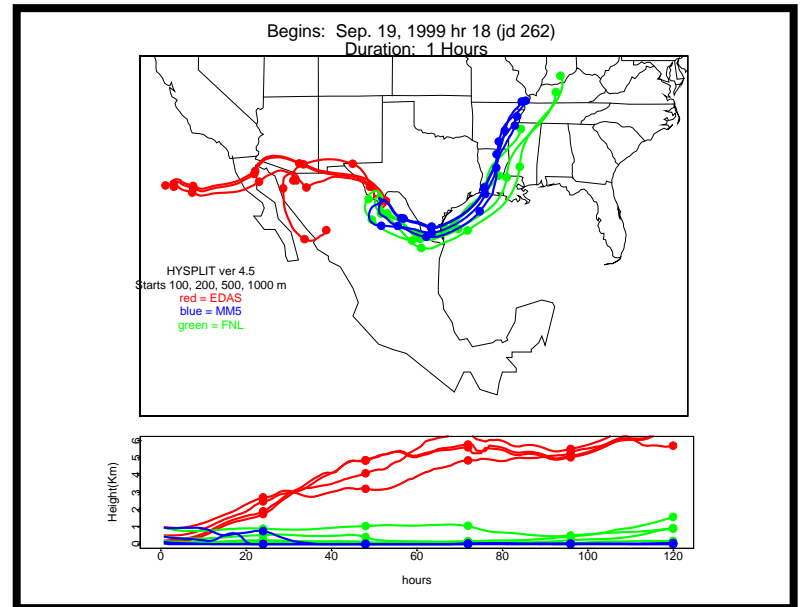 Begins: Sep. 19, 1999 hr 18 (jd 262)
Duration: 1 Hours
HYSPLIT ver 4.5
Starts 100, 200, 500, 1000 m
red = EDAS
blue = MM5
green = FNL
Height(Km)
6
5
4
3
2
1
0
0 20 40 60 80 100 120
hours